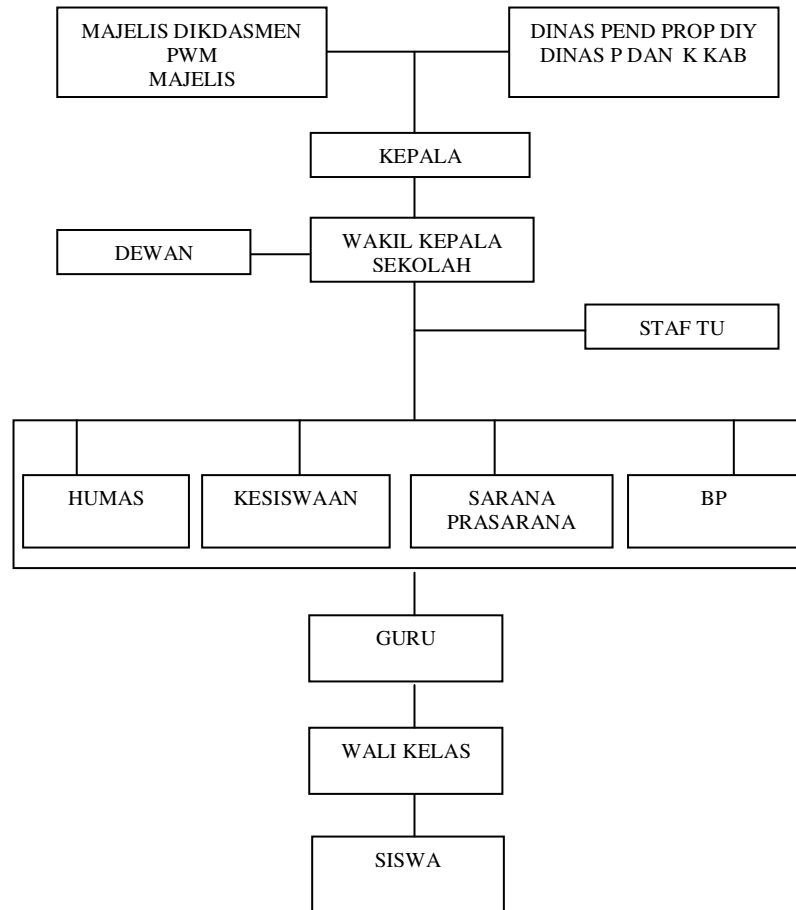 MAJELIS DIKDASMEN
PWM
MAJELIS
DINAS PEND PROP DIY
DINAS P DAN K KAB
KEPALA
DEWAN
WAKIL KEPALA
SEKOLAH
STAF TU
HUMAS
KESISWAAN
SARANA
PRASARANA
BP
GURU
WALI KELAS
SISWA